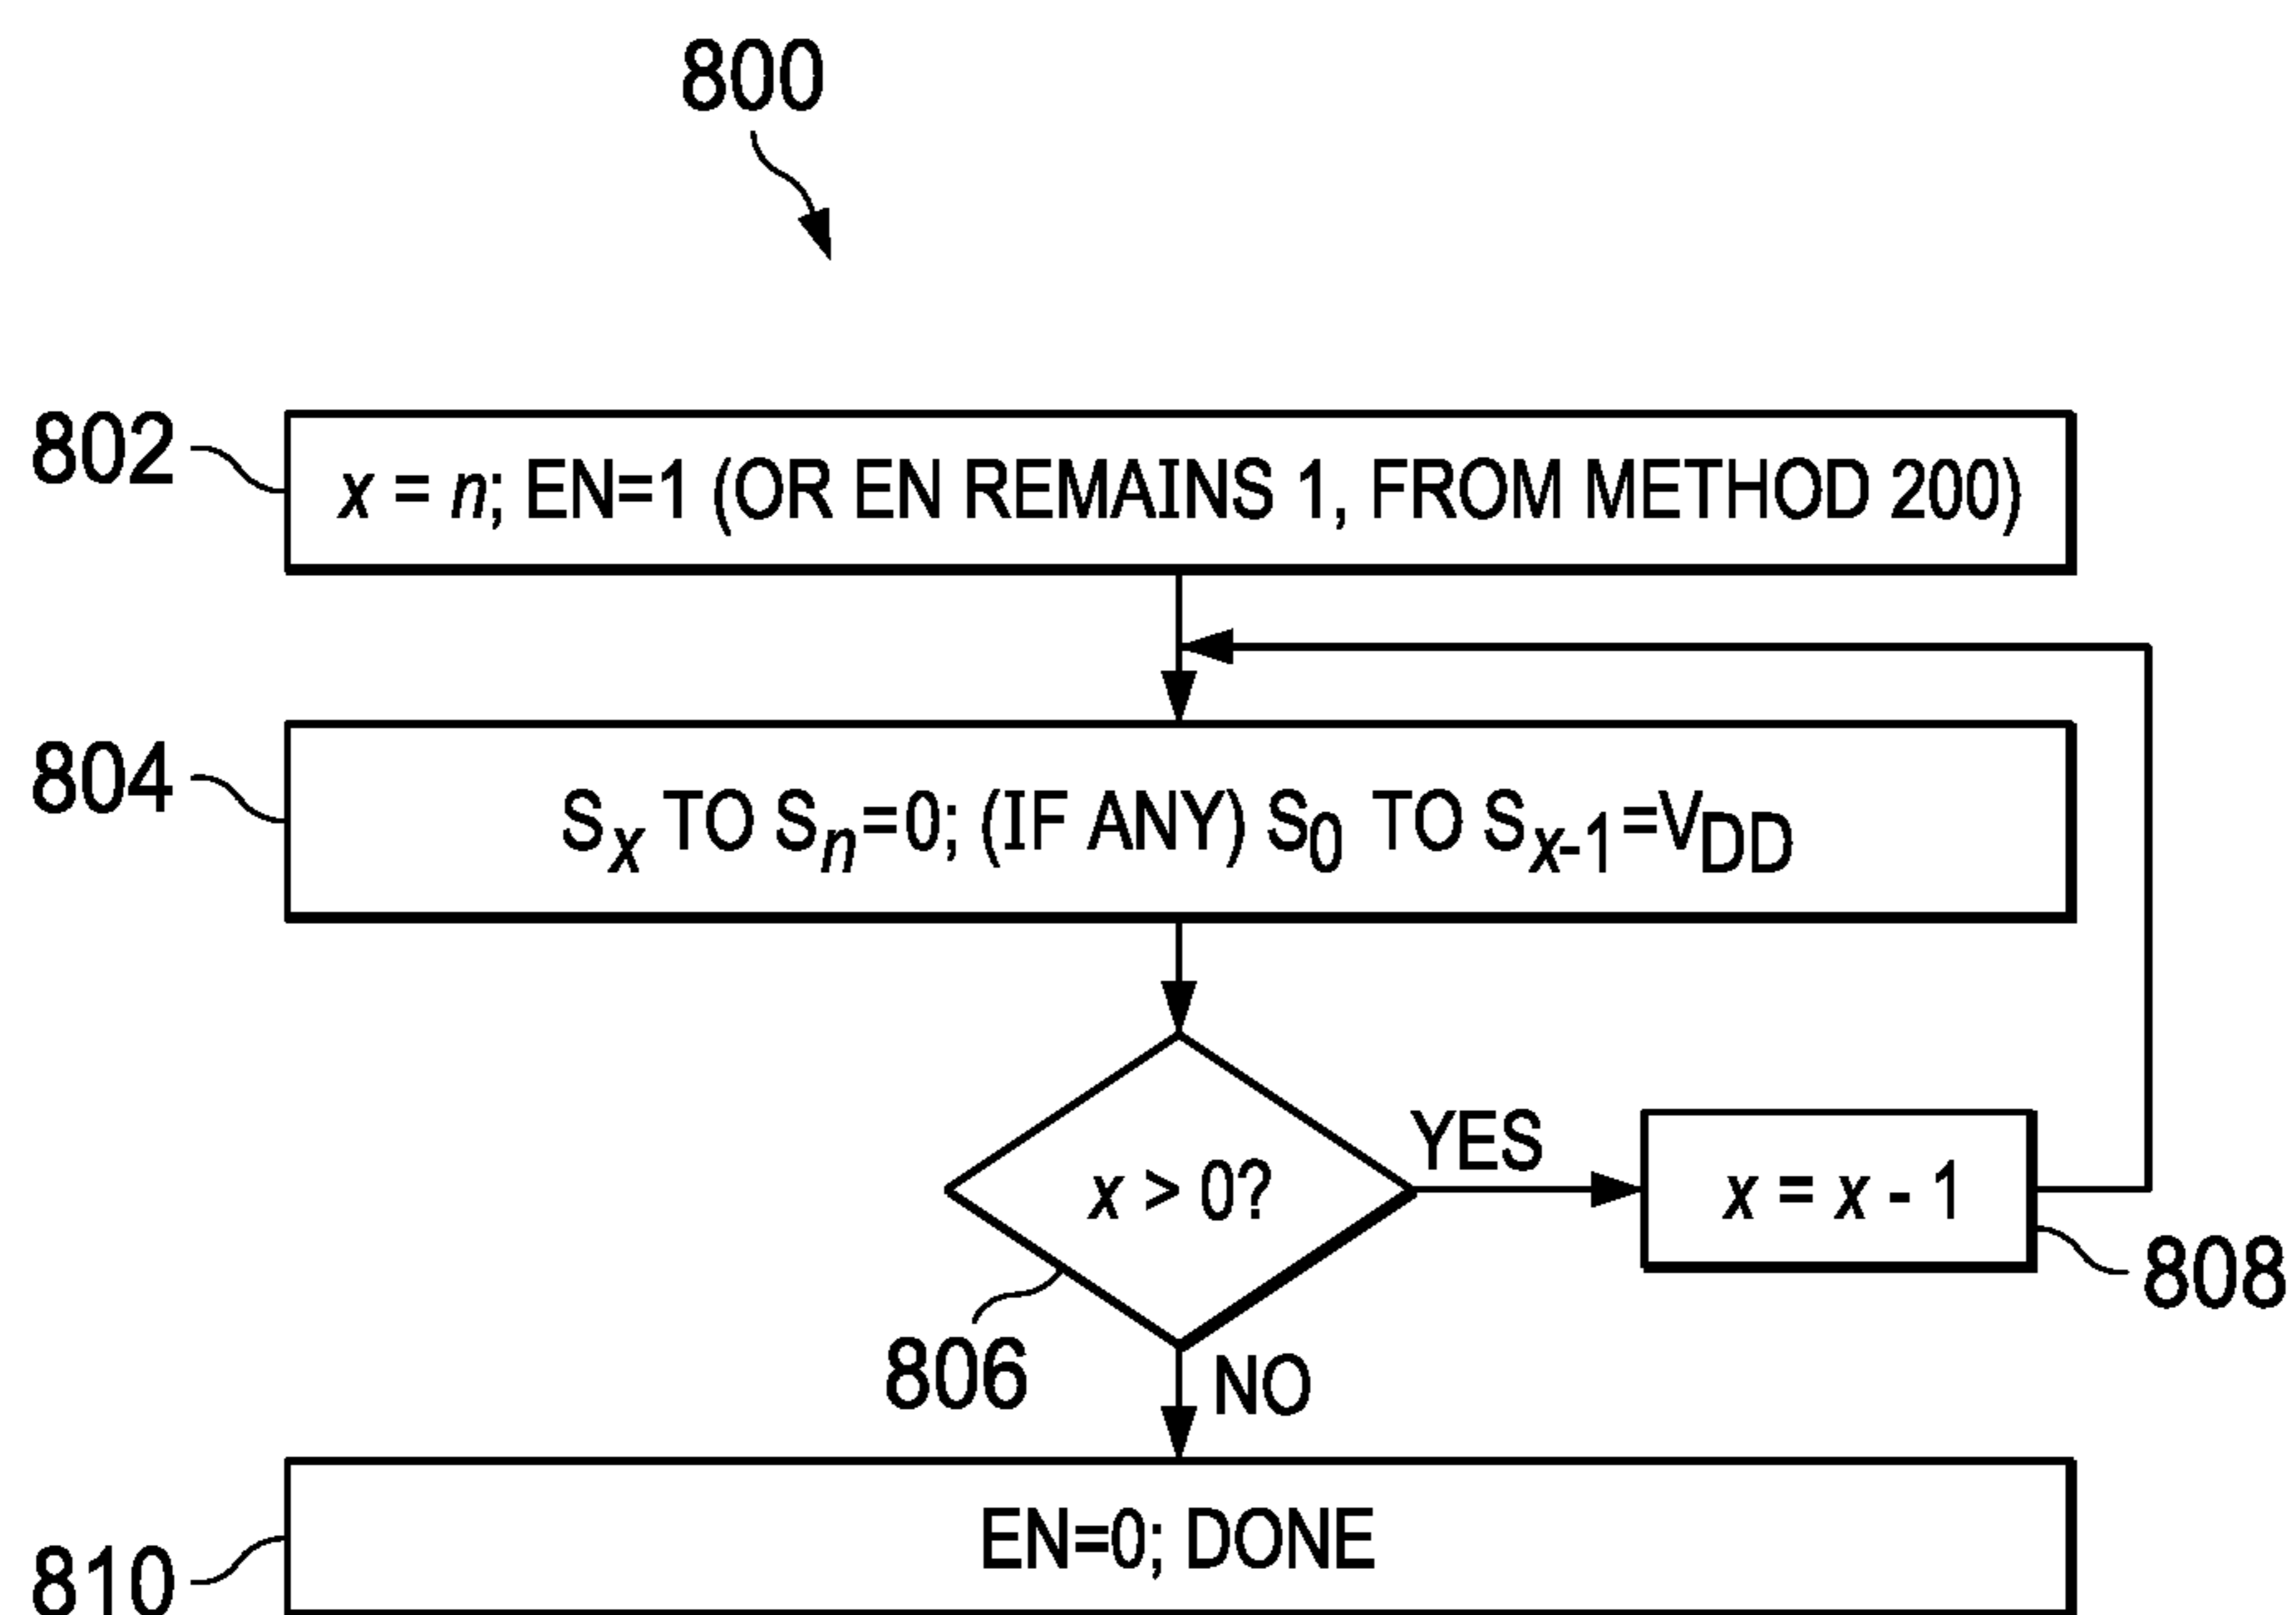 800
802
x = n; EN=1 (OR EN REMAINS 1, FROM METHOD 200)
804
Sx TO Sn=0; (IF ANY) S0 TO Sx-1=VDD
x > 0?
YES
x = x - 1
808
806
NO
EN=0; DONE
810